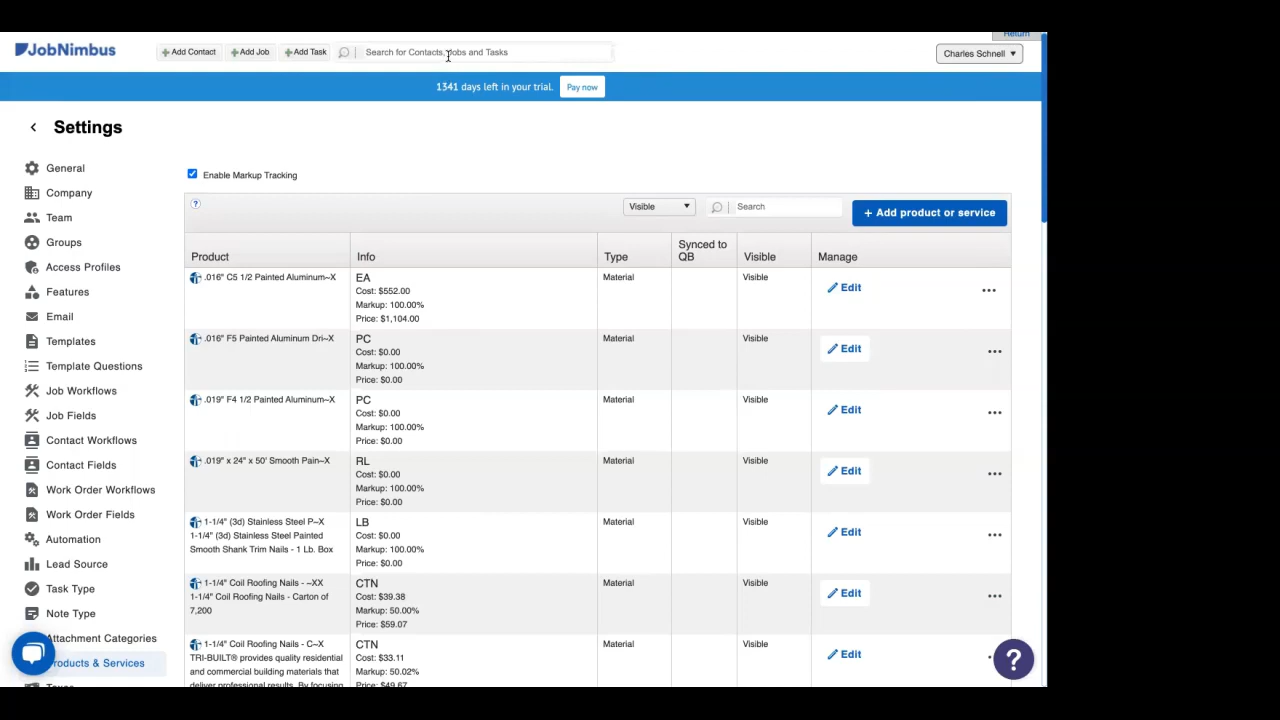 Return
JobNimbus
Add Contact
Add Job
Add Task
Search for Contacts, Jobs and Tasks
Charles Schnell
1341 days left in your trial.
Pay now
Settings
General
Company
Team
Groups
Access Profiles
Features
Email
Templates
Template Questions
Job Workflows
Job Fields
Contact Workflows
Contact Fields
Work Order Workflows
Work Order Fields
Automation
Lead Source
Task Type
Note Type
Attachment Categories
Products & Services
Enable Markup Tracking
?
Visible
Search
+ Add product or service
Product
Info
Type
Synced to
QB
Visible
Manage
.016" C5 1/2 Painted Aluminum~X
EA
Cost: $552.00
Markup: 100.00%
Price: $1,104.00
Material
Visible
Edit
.016" F5 Painted Aluminum Dri~X
PC
Cost: $0.00
Markup: 100.00%
Price: $0.00
Material
Visible
Edit
.019" F4 1/2 Painted Aluminum~X
PC
Cost: $0.00
Markup: 100.00%
Price: $0.00
Material
Visible
Edit
.019" x 24" x 50' Smooth Pain~X
RL
Cost: $0.00
Markup: 100.00%
Price: $0.00
Material
Visible
Edit
1-1/4" (3d) Stainless Steel P~X
1-1/4" (3d) Stainless Steel Painted
Smooth Shank Trim Nails - 1 Lb. Box
LB
Cost: $0.00
Markup: 100.00%
Price: $0.00
Material
Visible
Edit
1-1/4" Coil Roofing Nails - ~XX
1-1/4" Coil Roofing Nails - Carton of
7,200
CTN
Cost: $39.38
Markup: 50.00%
Price: $59.07
Material
Visible
Edit
1-1/4" Coil Roofing Nails - C~X
TRI-BUILT® provides quality residential
and commercial building materials that
deliver professional results. By focusing
CTN
Cost: $33.11
Markup: 50.02%
Price: $49.67
Material
Visible
Edit
?